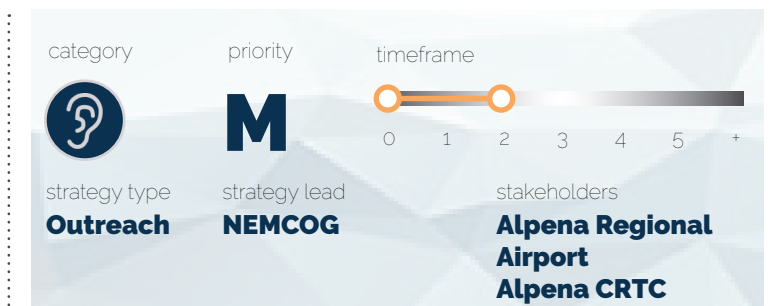 category
priority
timeframe
M
0 1 2 3 4 5 +
strategy type
strategy lead
stakeholders
Outreach
NEMCOG
Alpena Regional
Airport
Alpena CRTC